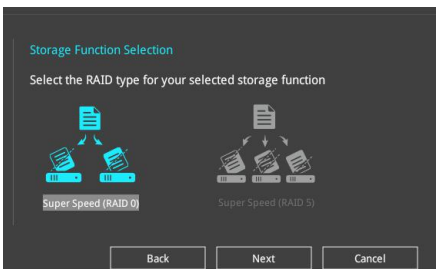 Storage Function Selection
Select the RAID type for your selected storage function
Super Speed (RAID 0)
Super Speed (RAID 5)
Back
Next
Cancel